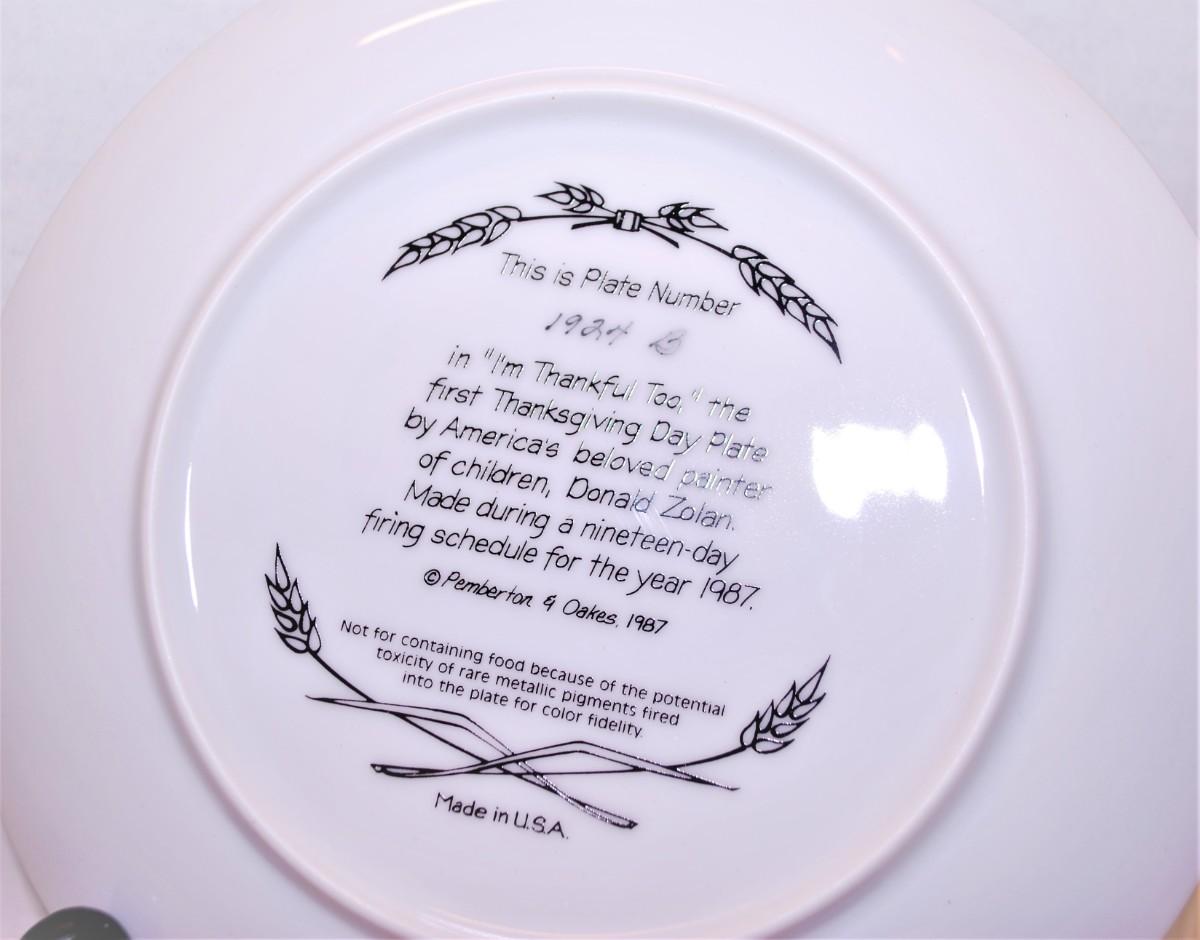 This is Plate Number
1924 B
in "I'm Thankful Too," the
first Thanksgiving Day Plate
by America's beloved painter
of children, Donald Zolan.
Made during a nineteen-day
firing schedule for the year 1987.
© Pemberton & Oakes, 1987
Not for containing food because of the potential
toxicity of rare metallic pigments fired
into the plate for color fidelity.
Made in U.S.A.